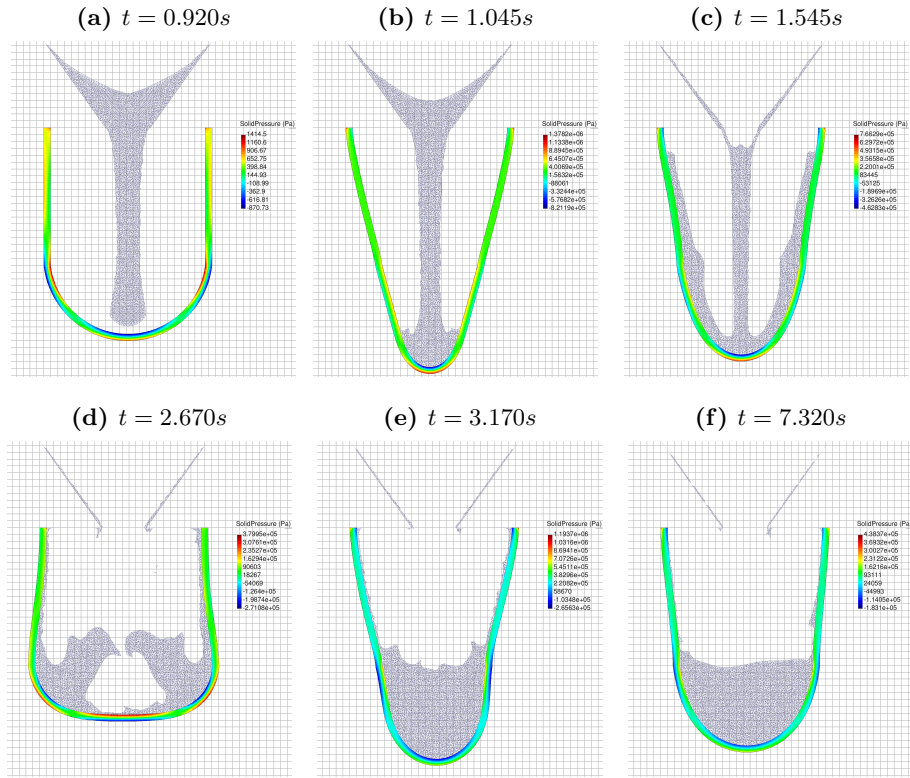 (a) t = 0.920s
(b) t = 1.045s
(c) t = 1.545s
SolidPressure (Pa)
1414.5
1160.6
906.67
652.75
398.84
144.93
-108.99
-362.9
-616.81
-870.73
SolidPressure (Pa)
1.3782e+06
1.1338e+06
8.8945e+05
6.4507e+05
4.0069e+05
1.5632e+05
-88061
-3.3244e+05
-5.7682e+05
-8.2119e+05
SolidPressure (Pa)
7.6629e+05
6.2972e+05
4.9315e+05
3.5658e+05
2.2001e+05
83445
-53125
-1.8969e+05
-3.2626e+05
-4.6283e+05
(d) t = 2.670s
(e) t = 3.170s
(f) t = 7.320s
SolidPressure (Pa)
3.7995e+05
3.0761e+05
2.3527e+05
1.6294e+05
90603
18267
-54069
-1.264e+05
-1.9874e+05
-2.7108e+05
SolidPressure (Pa)
1.1937e+06
1.0316e+06
8.6941e+05
7.0726e+05
5.4511e+05
3.8296e+05
2.2082e+05
58670
-1.0348e+05
-2.6563e+05
SolidPressure (Pa)
4.3837e+05
3.6932e+05
3.0027e+05
2.3122e+05
1.6216e+05
93111
24059
-44993
-1.1405e+05
-1.831e+05